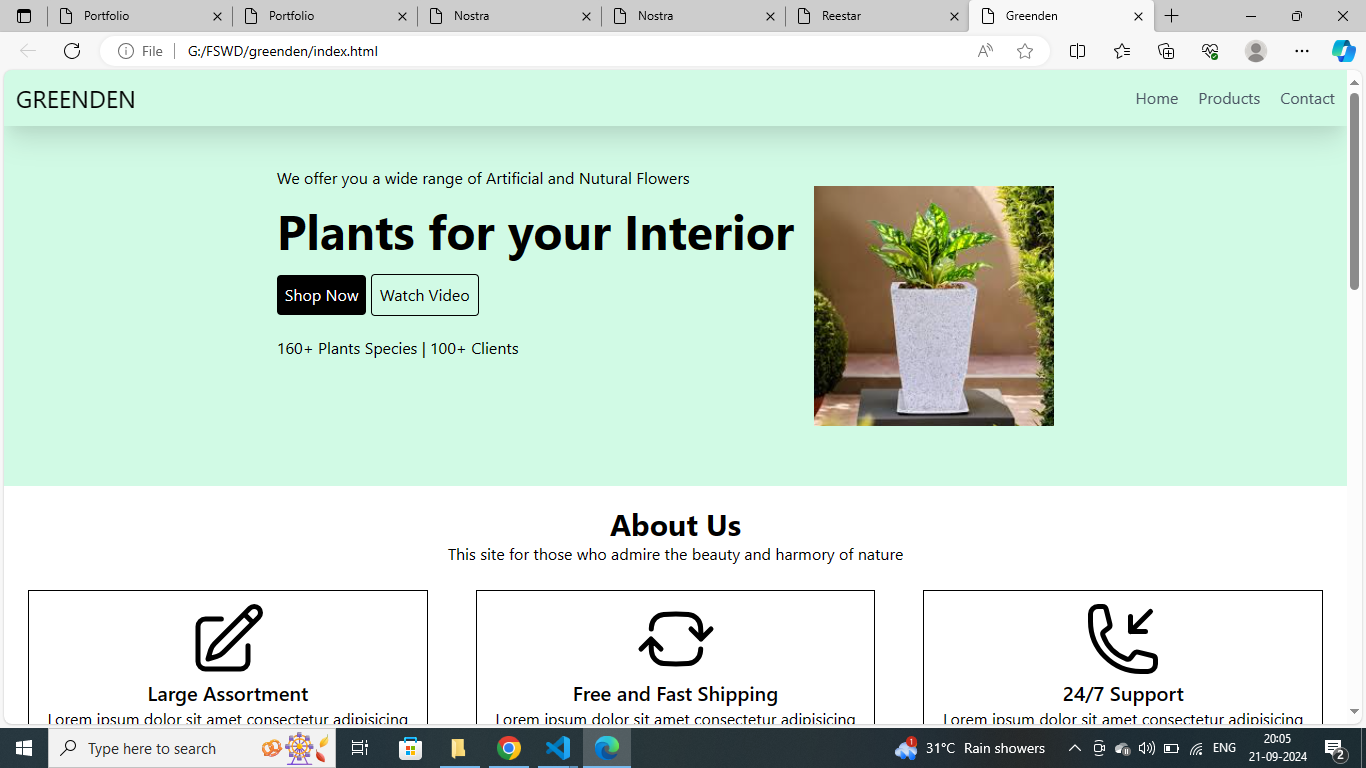 Portfolio
Portfolio
Nostra
Nostra
Reestar
Greenden
File
G:/FSWD/greenden/index.html
GREENDEN
Home
Products
Contact
We offer you a wide range of Artificial and Nutural Flowers
Plants for your Interior
Shop Now
Watch Video
160+ Plants Species | 100+ Clients
About Us
This site for those who admire the beauty and harmory of nature
Large Assortment
Lorem ipsum dolor sit amet consectetur adipisicing
Free and Fast Shipping
Lorem ipsum dolor sit amet consectetur adipisicing
24/7 Support
Lorem ipsum dolor sit amet consectetur adipisicing
Type here to search
1
31°C Rain showers
ENG
20:05
21-09-2024
2